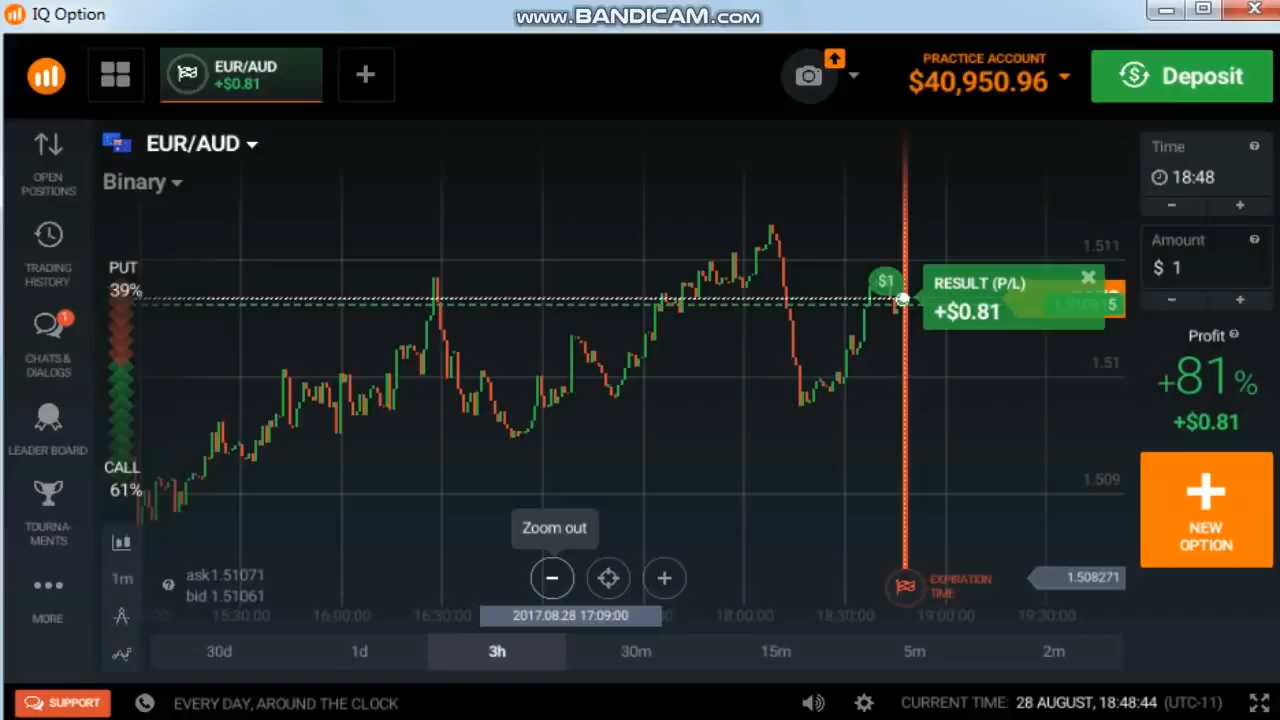 IQ Option
www.BANDICAM.com
EUR/AUD
+$0.81
PRACTICE ACCOUNT
$40,950.96
Deposit
OPEN
POSITIONS
TRADING
HISTORY
1
CHATS &
DIALOGS
LEADER BOARD
TOURNA-
MENTS
MORE
EUR/AUD
Binary
PUT
39%
CALL
61%
1m
ask1.51071
bid 1.51061
Zoom out
$1
RESULT (P/L)
+$0.81
1.511
1.51
1.509
1.508271
EXPIRATION
TIME
15:30:00
16:00:00
16:30:00
2017.08.28 17:09:00
18:00:00
18:30:00
19:00:00
19:30:00
30d
1d
3h
30m
15m
5m
2m
Time
18:48
- +
Amount
$ 1
- +
Profit
+81%
+$0.81
NEW
OPTION
SUPPORT
EVERY DAY, AROUND THE CLOCK
CURRENT TIME: 28 AUGUST, 18:48:44 (UTC-11)